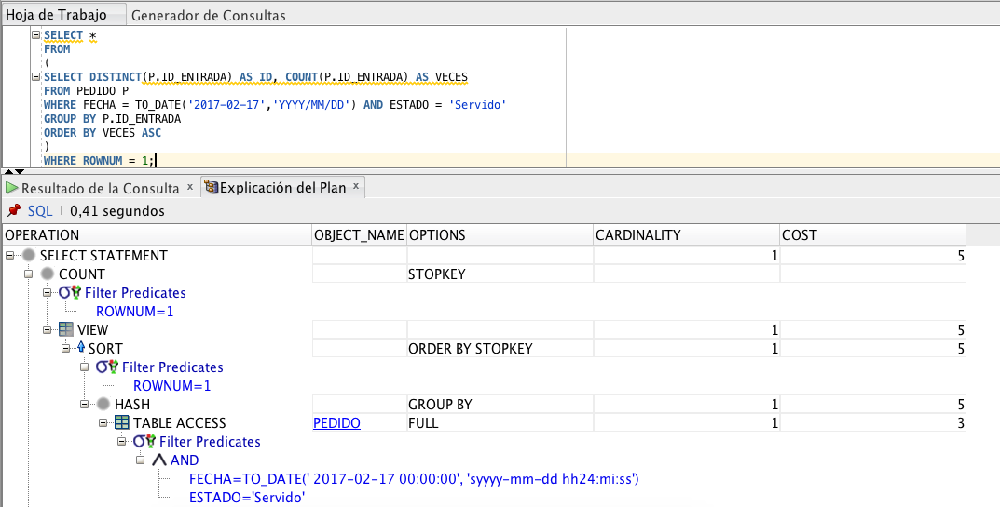 Hoja de Trabajo Generador de Consultas
SELECT *
FROM
(
SELECT DISTINCT(P.ID_ENTRADA) AS ID, COUNT(P.ID_ENTRADA) AS VECES
FROM PEDIDO P
WHERE FECHA = TO_DATE('2017-02-17','YYYY/MM/DD') AND ESTADO = 'Servido'
GROUP BY P.ID_ENTRADA
ORDER BY VECES ASC
)
WHERE ROWNUM = 1;
Resultado de la Consulta x Explicación del Plan x
SQL 0,41 segundos
OPERATION OBJECT_NAME OPTIONS CARDINALITY COST
SELECT STATEMENT 1 5
COUNT STOPKEY
Filter Predicates
ROWNUM=1
VIEW 1 5
SORT ORDER BY STOPKEY 1 5
Filter Predicates
ROWNUM=1
HASH GROUP BY 1 5
TABLE ACCESS PEDIDO FULL 1 3
Filter Predicates
AND
FECHA=TO_DATE(' 2017-02-17 00:00:00', 'syyyy-mm-dd hh24:mi:ss')
ESTADO='Servido'